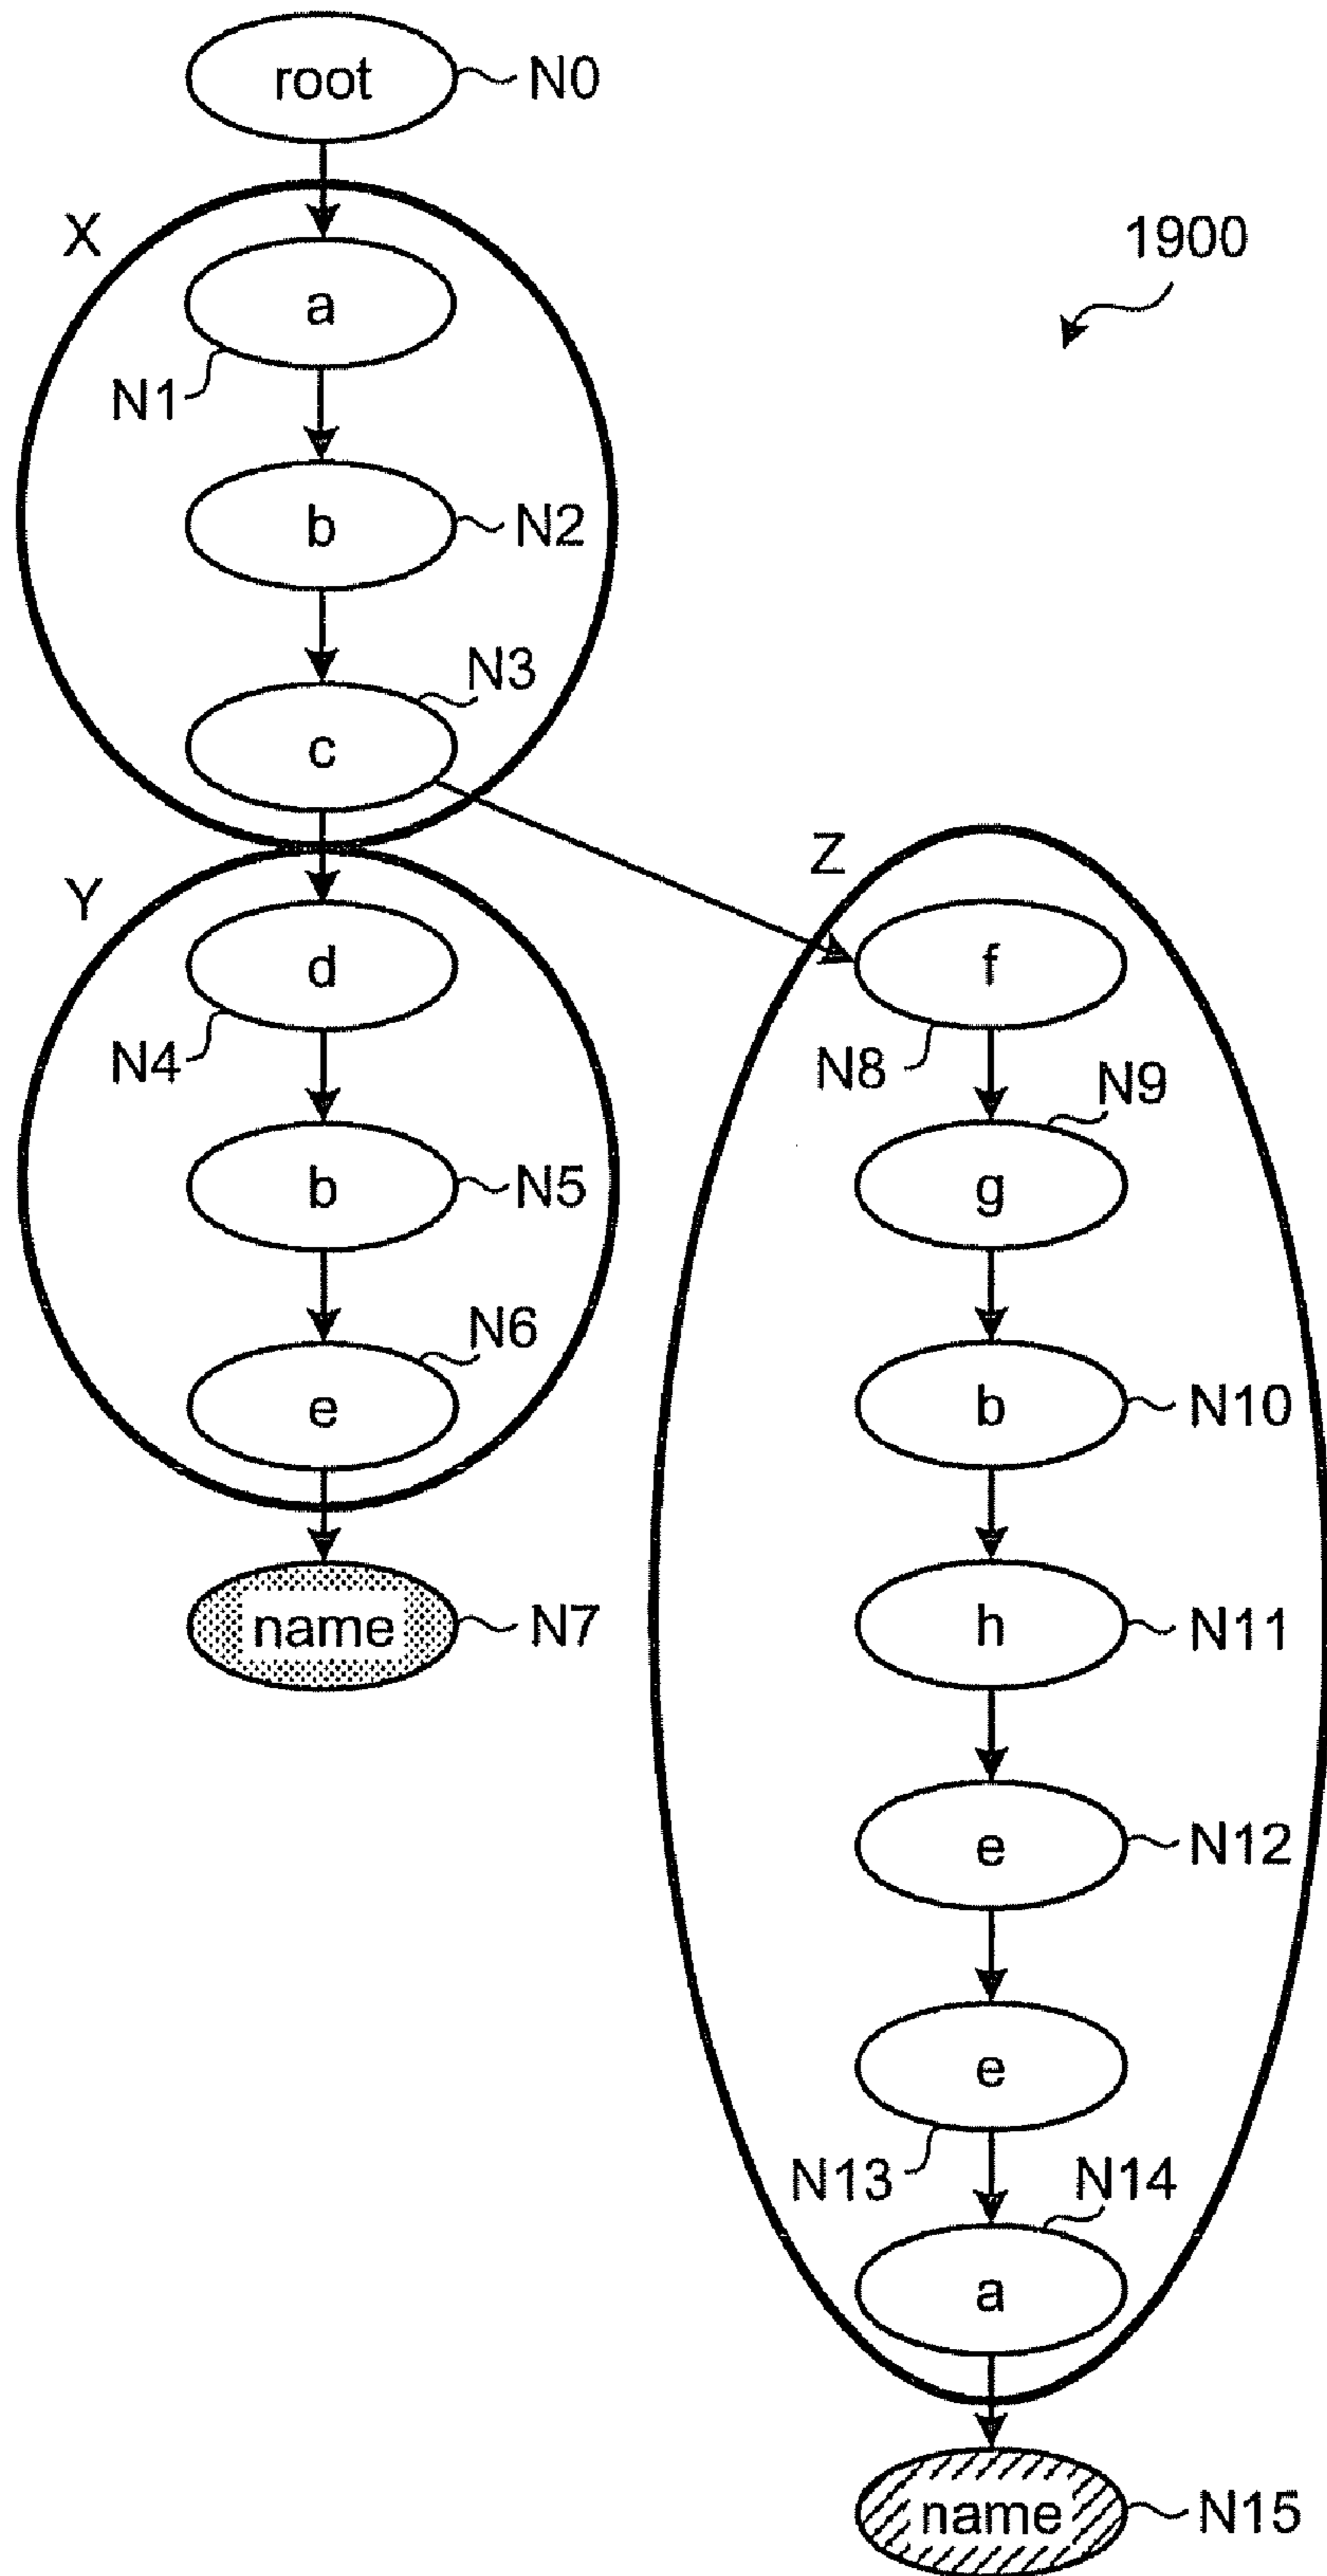 root N0
X
1900
a
N1
b N2
N3
c
Z
Y
d
f
N4
N8
N9
b N5
g
N6
e
b N10
name N7
h N11
e N12
e
N13
N14
a
name N15